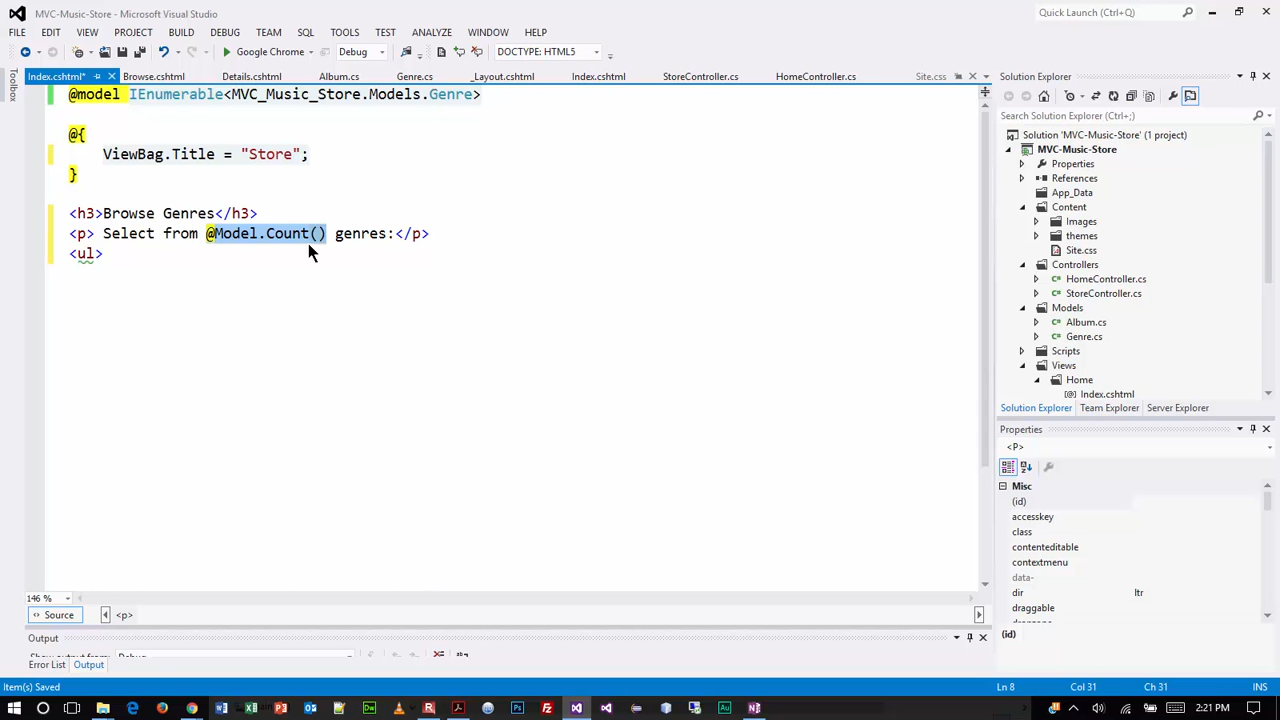 MVC-Music-Store - Microsoft Visual Studio
Quick Launch (Ctrl+Q)
FILE EDIT VIEW PROJECT BUILD DEBUG TEAM SQL TOOLS TEST ANALYZE WINDOW HELP
Google Chrome Debug DOCTYPE: HTML5
Toolbox
Index.cshtml* Browse.cshtml Details.cshtml Album.cs Genre.cs _Layout.cshtml Index.cshtml StoreController.cs HomeController.cs Site.css
@model IEnumerable<MVC_Music_Store.Models.Genre>
@{
ViewBag.Title = "Store";
}
<h3>Browse Genres</h3>
<p> Select from @Model.Count() genres:</p>
<ul>
146 %
Source <p>
Output
Show output from: Debug
Error List Output
Solution Explorer
Search Solution Explorer (Ctrl+;)
Solution 'MVC-Music-Store' (1 project)
MVC-Music-Store
Properties
References
App_Data
Content
Images
themes
Site.css
Controllers
HomeController.cs
StoreController.cs
Models
Album.cs
Genre.cs
Scripts
Views
Home
Index.cshtml
Solution Explorer Team Explorer Server Explorer
Properties
<P>
Misc
(id)
accesskey
class
contenteditable
contextmenu
data-
dir ltr
draggable
(id)
Item(s) Saved Ln 8 Col 31 Ch 31 INS
2:21 PM